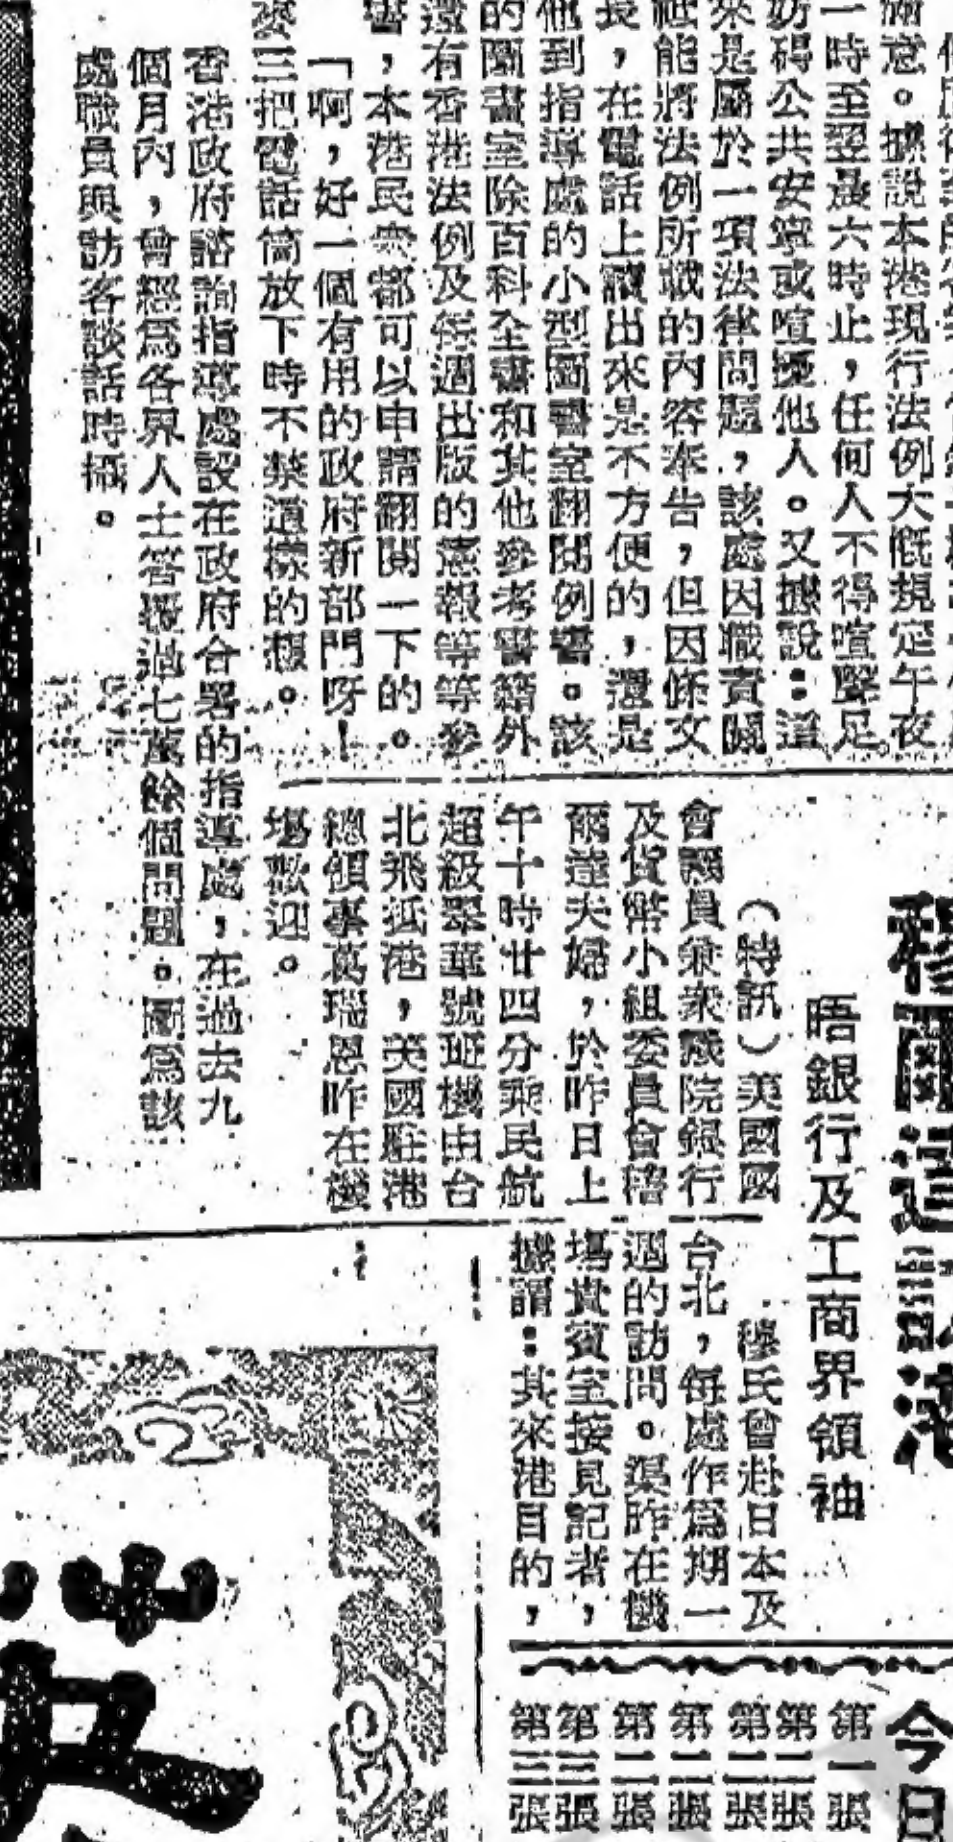 滿意。據說本港現行法例大概規定午夜
一時至翌晨六時止，任何人不得喧聲足
妨碍公共安寧或喧擾他人。又據說：這
來是屬於一項法律問題，該處因職責關
祗能將法例所載的內容奉告，但因條文
長，在電話上讀出來是不方便的，還是
他到指導處的小型圖書室翻閱例書。該
的圖書室除百科全書和其他參考書籍外
還有香港法例及每週出版的憲報等等參
書，本港民衆都可以申請翻閱一下的。
「啊，好一個有用的政府新部門呀！
麥三把電話筒放下時不禁這樣的想。
香港政府諮詢指導處設在政府合署的指導處，在過去九
個月內，曾經爲各界人士答覆過七萬餘個問題。圖爲該
處職員與訪客談話時攝。
穆爾達
港
晤銀行及工商界領袖
（特訊）美國國
會議員兼衆議院銀行
及貨幣小組委員會穆
爾達夫婦，於昨日上
午十時廿四分乘民航
超級翠華號班機由台
北飛抵港，美國駐港
總領事葛瑞恩昨在機
塲歡迎。
穆氏曾赴日本及
台北，每處作爲期一
週的訪問。渠昨在機
塲貴賓室接見記者，
據謂：其來港目的，
今日
第一張
第二張
第二張
第二張
第二張
第三張
第三張